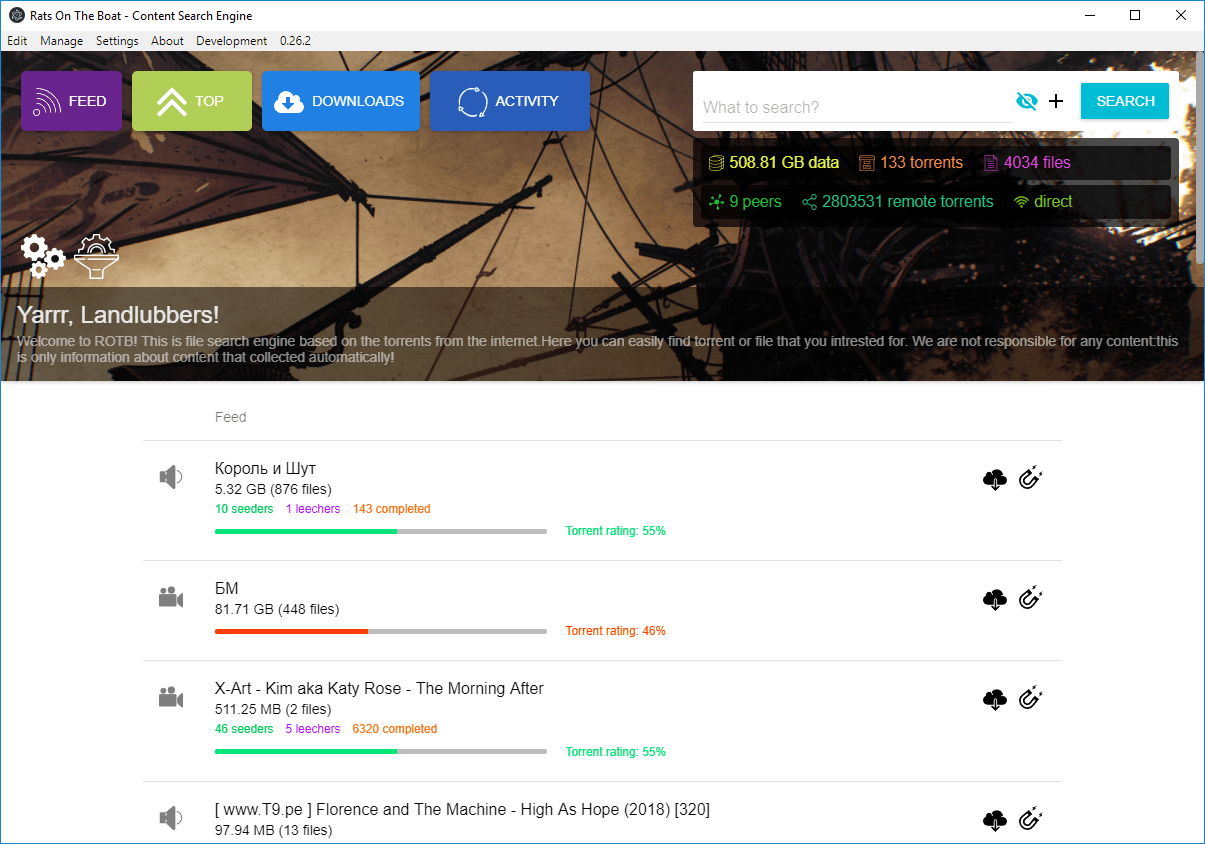 Rats On The Boat - Content Search Engine
Edit Manage Settings About Development 0.26.2
FEED TOP DOWNLOADS ACTIVITY
What to search? SEARCH
508.81 GB data 133 torrents 4034 files
9 peers 2803531 remote torrents direct
Yarrr, Landlubbers!
Welcome to ROTB! This is file search engine based on the torrents from the internet.Here you can easily find torrent or file that you intrested for. We are not responsible for any content:this
is only information about content that collected automatically!
Feed
Король и Шут
5.32 GB (876 files)
10 seeders 1 leechers 143 completed
Torrent rating: 55%
БМ
81.71 GB (448 files)
Torrent rating: 46%
X-Art - Kim aka Katy Rose - The Morning After
511.25 MB (2 files)
46 seeders 5 leechers 6320 completed
Torrent rating: 55%
[ www.T9.pe ] Florence and The Machine - High As Hope (2018) [320]
97.94 MB (13 files)